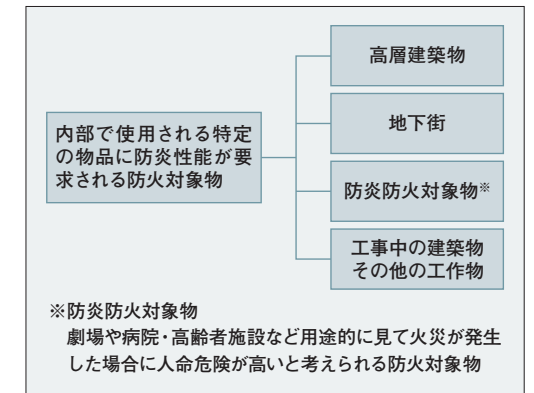 内部で使用される特定
の物品に防炎性能が要
求される防火対象物
高層建築物
地下街
防炎防火対象物※
工事中の建築物
その他の工作物
※防炎防火対象物
劇場や病院・高齢者施設など用途的に見て火災が発生
した場合に人命危険が高いと考えられる防火対象物